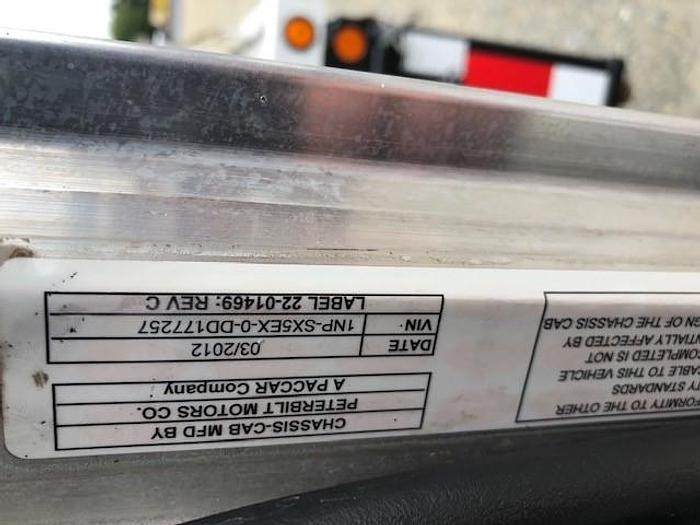 CHASSIS-CAB MFD BY
PETERBILT MOTORS CO.
A PACCAR Company
DATE 03/2012
VIN 1NP-SX5EX-0-DD177257
LABEL 22-01469: REV C
TO THE OTHER
STANDARDS
TO THIS VEHICLE
IS NOT
AFFECTED BY
OF THE CHASSIS CAB